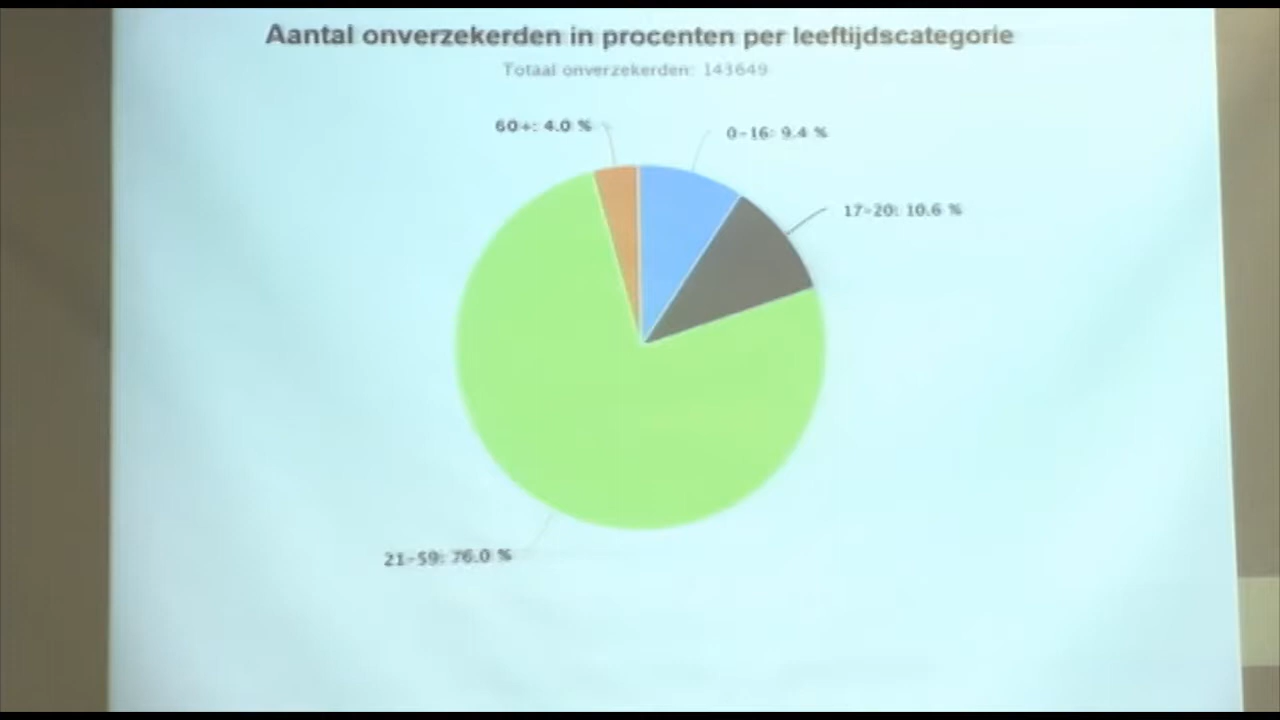 Aantal onverzekerden in procenten per leeftijdscategorie
Totaal onverzekerden: 143649
60+: 4.0 %
0-16: 9.4 %
17-20: 10.6 %
21-59: 76.0 %